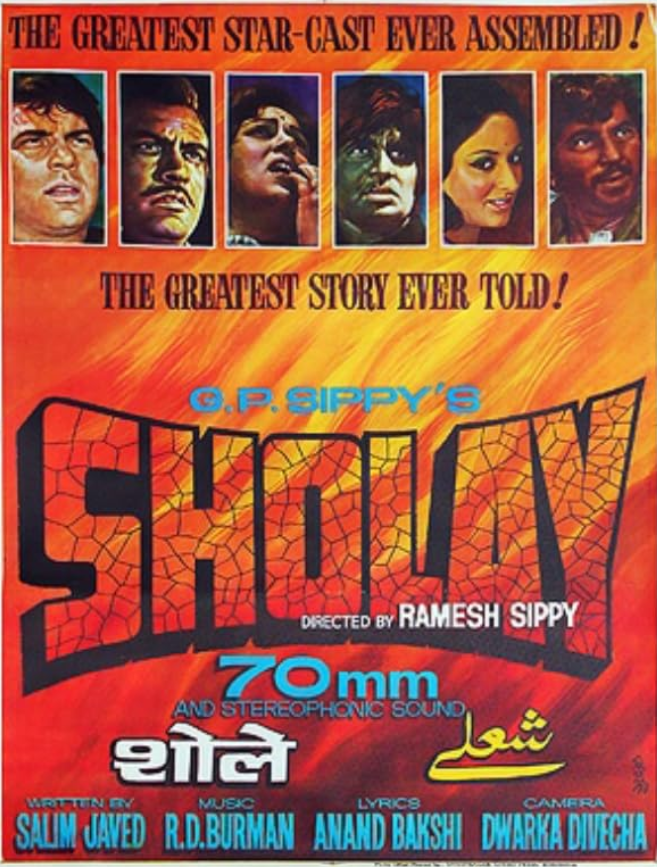 THE GREATEST STAR-CAST EVER ASSEMBLED!
THE GREATEST STORY EVER TOLD!
G.P. SIPPY'S
SHOLAY
DIRECTED BY RAMESH SIPPY
70mm
AND STEREOPHONIC SOUND
शोले شعلے
WRITTEN BY MUSIC LYRICS CAMERA
SALIM JAVED R.D.BURMAN ANAND BAKSHI DWARKA DIVECHA